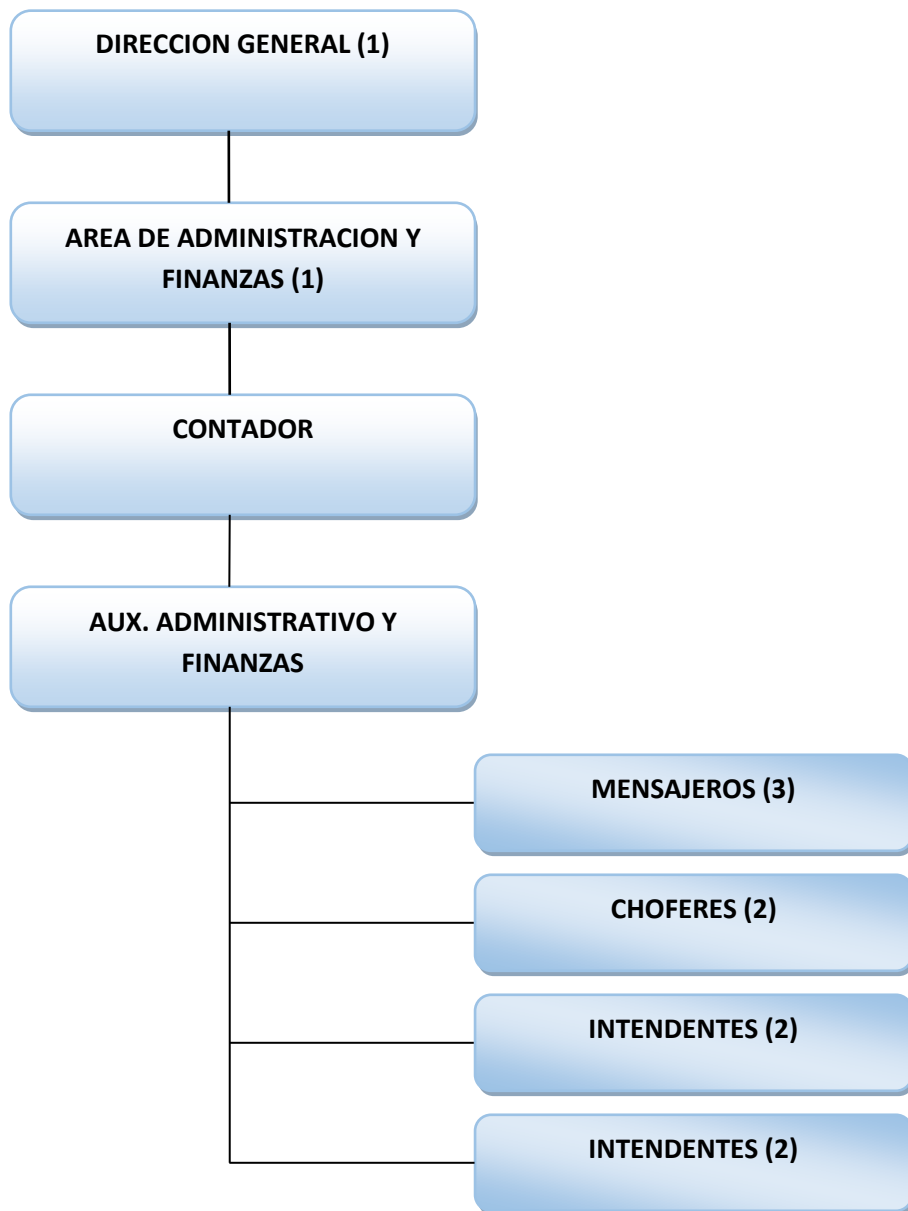 DIRECCION GENERAL (1)
AREA DE ADMINISTRACION Y
FINANZAS (1)
CONTADOR
AUX. ADMINISTRATIVO Y
FINANZAS
MENSAJEROS (3)
CHOFERES (2)
INTENDENTES (2)
INTENDENTES (2)